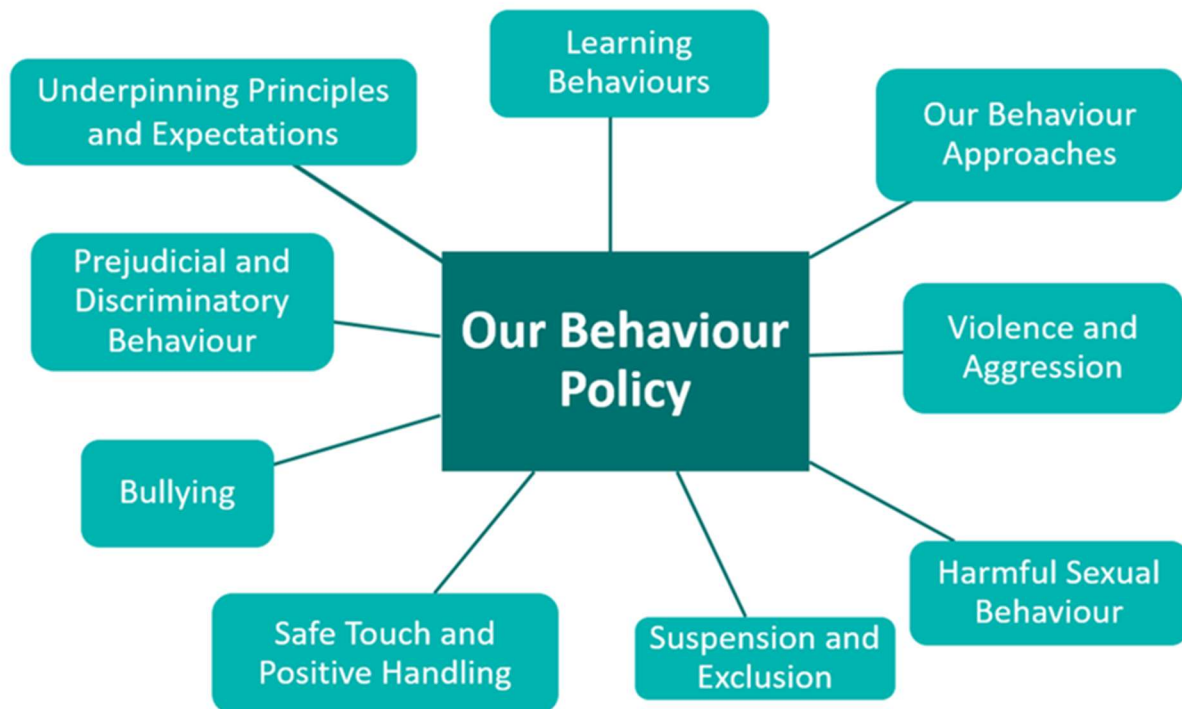 Learning
Behaviours
Underpinning Principles
and Expectations
Our Behaviour
Approaches
Prejudicial and
Discriminatory
Behaviour
Our Behaviour
Policy
Violence and
Aggression
Bullying
Harmful Sexual
Behaviour
Safe Touch and
Positive Handling
Suspension and
Exclusion